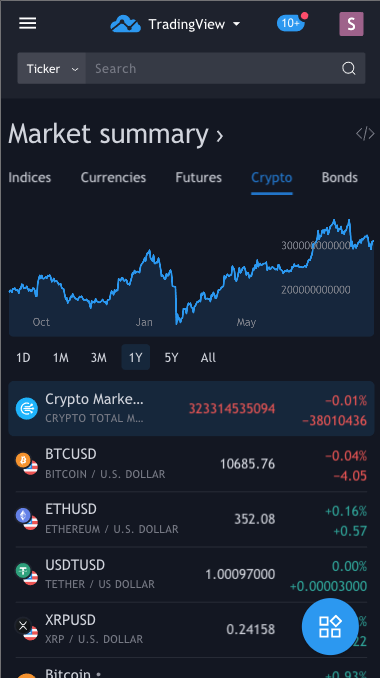 TradingView
10+
S
Ticker
Search
Market summary ›
</>
Indices Currencies Futures Crypto Bonds
300000000000
200000000000
Oct Jan May
1D 1M 3M 1Y 5Y All
Crypto Marke... 323314535094 −0.01%
CRYPTO TOTAL M... −38010436
BTCUSD 10685.76 −0.04%
BITCOIN / U.S. DOLLAR −4.05
ETHUSD 352.08 +0.16%
ETHEREUM / U.S. DOLLAR +0.57
USDTUSD 1.00097000 0.00%
TETHER / US DOLLAR +0.00003000
XRPUSD 0.24158
XRP / U.S. DOLLAR 22
Bitcoin +0.93%